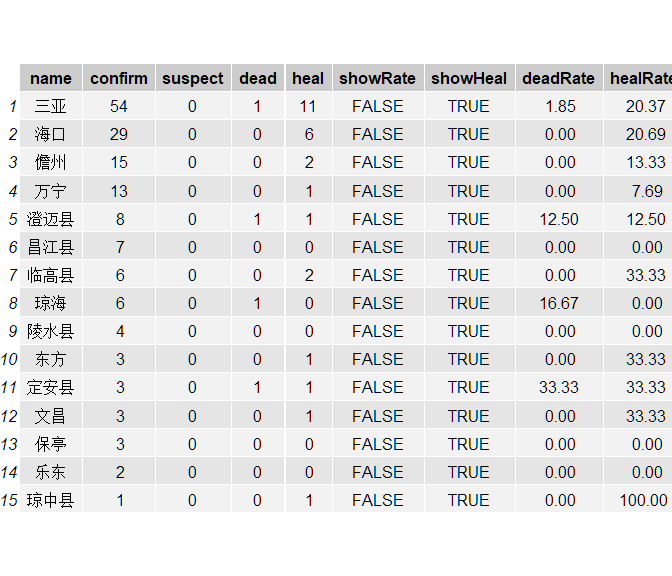 name confirm suspect dead heal showRate showHeal deadRate healRate
1 三亚 54 0 1 11 FALSE TRUE 1.85 20.37
2 海口 29 0 0 6 FALSE TRUE 0.00 20.69
3 儋州 15 0 0 2 FALSE TRUE 0.00 13.33
4 万宁 13 0 0 1 FALSE TRUE 0.00 7.69
5 澄迈县 8 0 1 1 FALSE TRUE 12.50 12.50
6 昌江县 7 0 0 0 FALSE TRUE 0.00 0.00
7 临高县 6 0 0 2 FALSE TRUE 0.00 33.33
8 琼海 6 0 1 0 FALSE TRUE 16.67 0.00
9 陵水县 4 0 0 0 FALSE TRUE 0.00 0.00
10 东方 3 0 0 1 FALSE TRUE 0.00 33.33
11 定安县 3 0 1 1 FALSE TRUE 33.33 33.33
12 文昌 3 0 0 1 FALSE TRUE 0.00 33.33
13 保亭 3 0 0 0 FALSE TRUE 0.00 0.00
14 乐东 2 0 0 0 FALSE TRUE 0.00 0.00
15 琼中县 1 0 0 1 FALSE TRUE 0.00 100.00